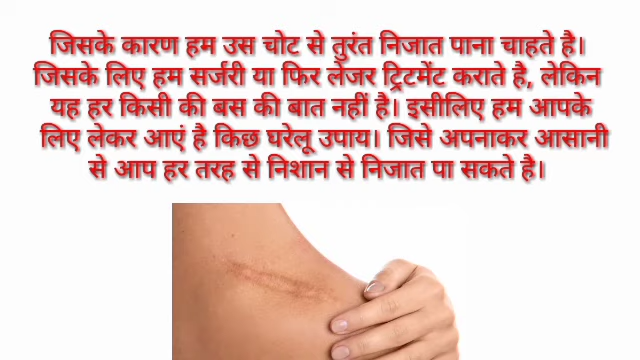 जिसके कारण हम उस चोट से तुरंत निजात पाना चाहते है।
जिसके लिए हम सर्जरी या फिर लेजर ट्रिटमेंट कराते है, लेकिन
यह हर किसी की बस की बात नहीं है। इसीलिए हम आपके
लिए लेकर आएं है किछ घरेलू उपाय। जिसे अपनाकर आसानी
से आप हर तरह से निशान से निजात पा सकते है।